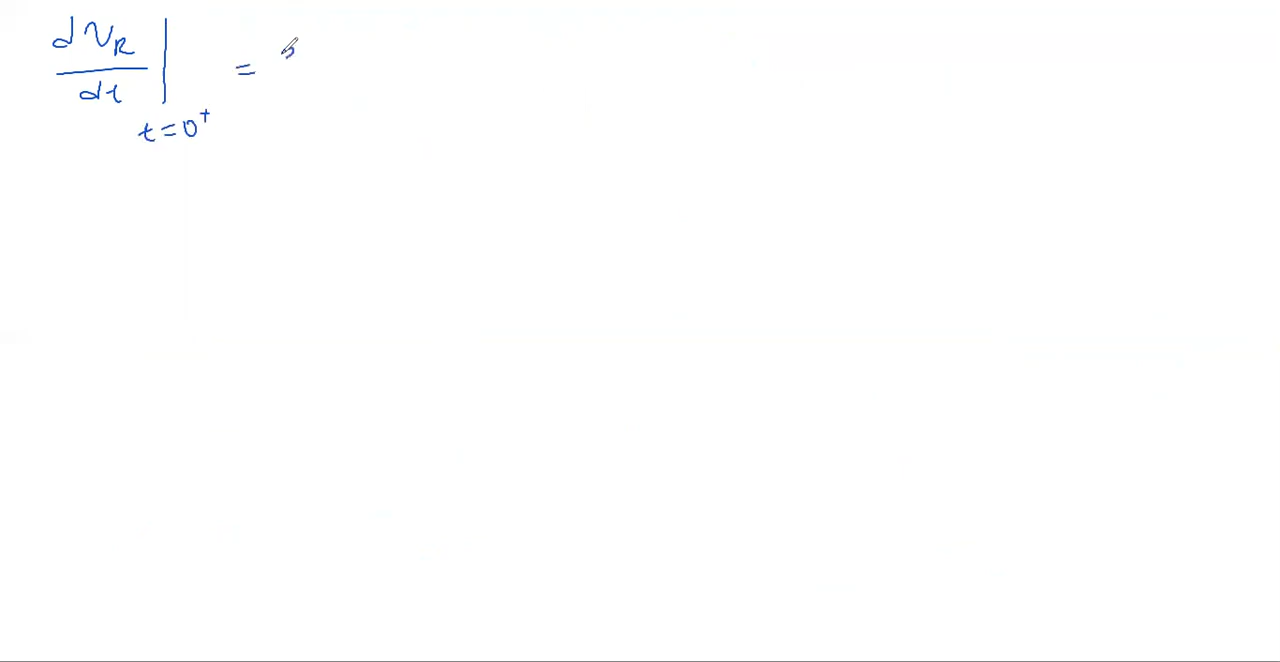 dV_R/dt |_{t=0⁺} =